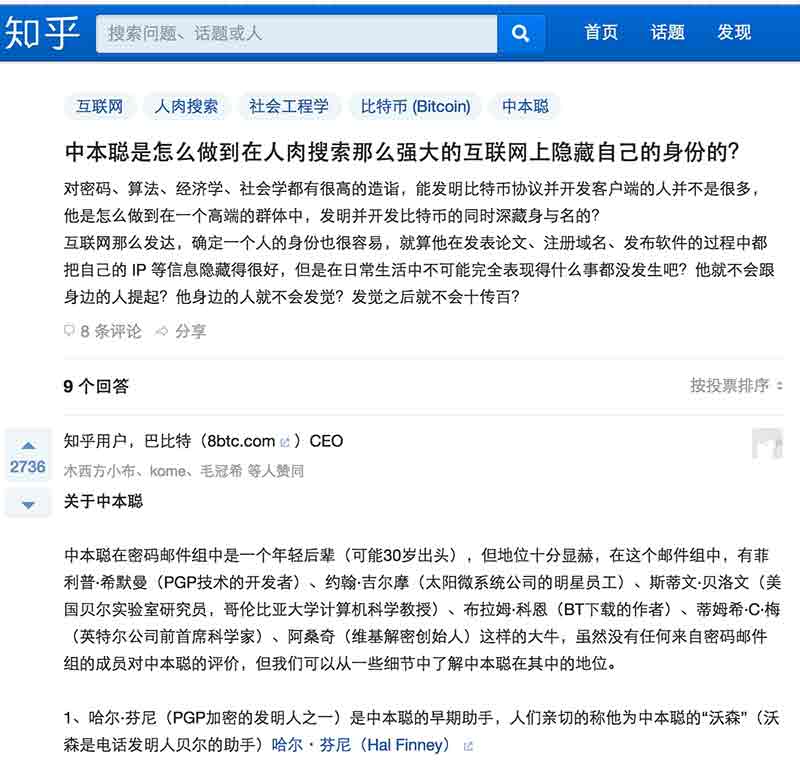 知乎 搜索问题、话题或人 首页 话题 发现
互联网 人肉搜索 社会工程学 比特币 (Bitcoin) 中本聪
中本聪是怎么做到在人肉搜索那么强大的互联网上隐藏自己的身份的？
对密码、算法、经济学、社会学都有很高的造诣，能发明比特币协议并开发客户端的人并不是很多，
他是怎么做到在一个高端的群体中，发明并开发比特币的同时深藏身与名的？
互联网那么发达，确定一个人的身份也很容易，就算他在发表论文、注册域名、发布软件的过程中都
把自己的 IP 等信息隐藏得很好，但是在日常生活中不可能完全表现得什么事都没发生吧？他就不会跟
身边的人提起？他身边的人就不会发觉？发觉之后就不会十传百？
8 条评论 分享
9 个回答 按投票排序
知乎用户，巴比特（8btc.com）CEO
2736
木西方小布、kome、毛冠希 等人赞同
关于中本聪
中本聪在密码邮件组中是一个年轻后辈（可能30岁出头），但地位十分显赫，在这个邮件组中，有菲
利普·希默曼（PGP技术的开发者）、约翰·吉尔摩（太阳微系统公司的明星员工）、斯蒂文·贝洛文（美
国贝尔实验室研究员，哥伦比亚大学计算机科学教授）、布拉姆·科恩（BT下载的作者）、蒂姆希·C·梅
（英特尔公司前首席科学家）、阿桑奇（维基解密创始人）这样的大牛，虽然没有任何来自密码邮件
组的成员对中本聪的评价，但我们可以从一些细节中了解中本聪在其中的地位。
1、哈尔·芬尼（PGP加密的发明人之一）是中本聪的早期助手，人们亲切的称他为中本聪的“沃森”（沃
森是电话发明人贝尔的助手）哈尔·芬尼（Hal Finney）